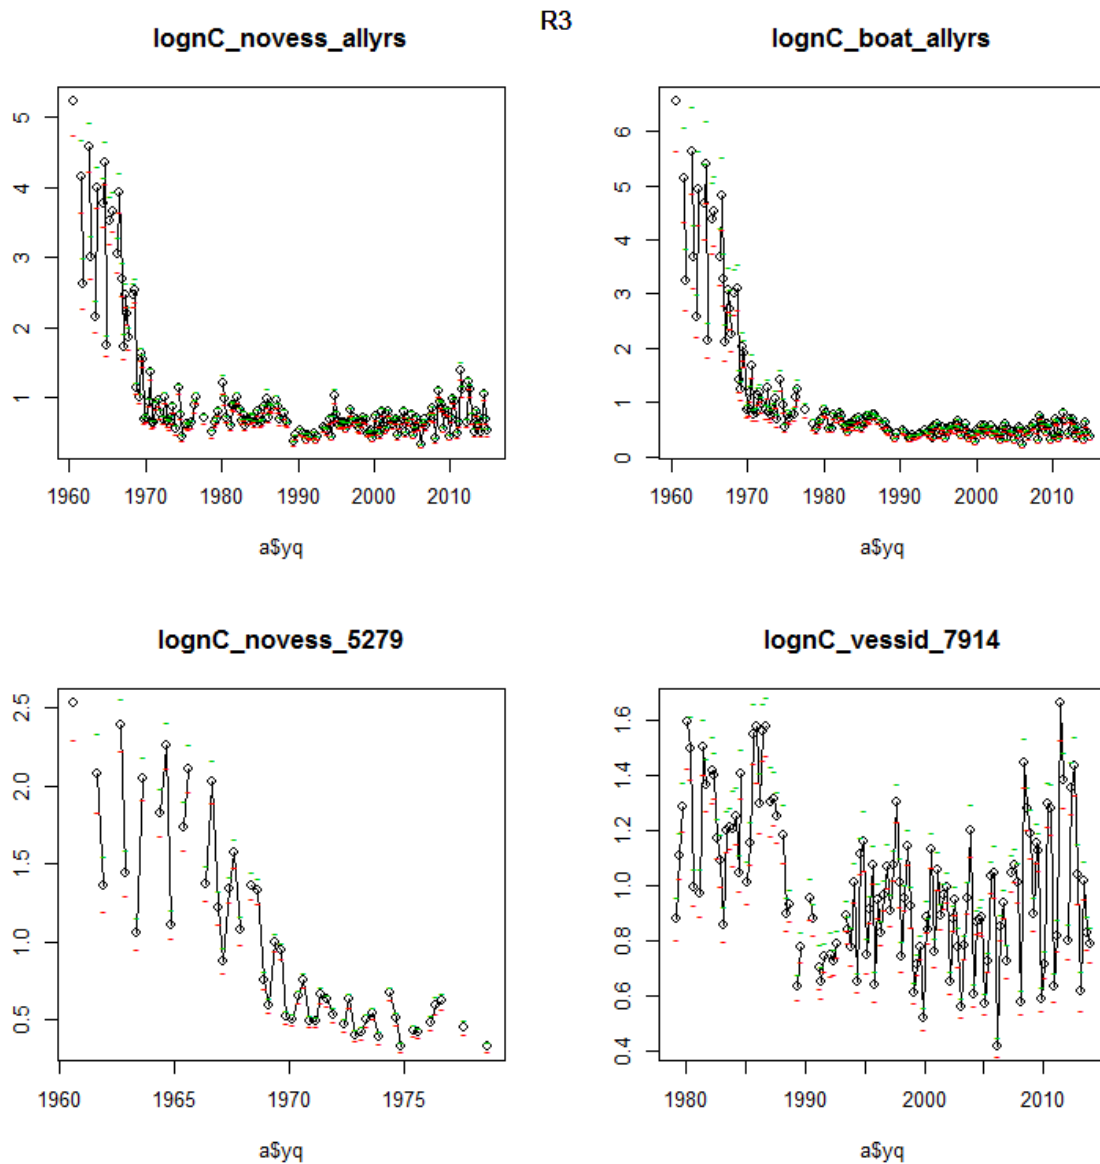 R3
lognC_novess_allyrs
5
4
3
2
1
1960 1970 1980 1990 2000 2010
a$yq
lognC_boat_allyrs
6
5
4
3
2
1
0
1960 1970 1980 1990 2000 2010
a$yq
lognC_novess_5279
2.5
2.0
1.5
1.0
0.5
1960 1965 1970 1975
a$yq
lognC_vessid_7914
1.6
1.4
1.2
1.0
0.8
0.6
0.4
1980 1990 2000 2010
a$yq